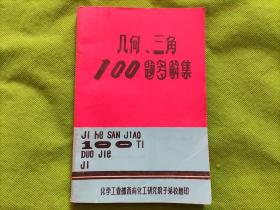 几何、三角
100题多解集
JI he SAN JIAO
100 TI
DUO JIe
JI
化学工业部西南化工研究院子弟校翻印